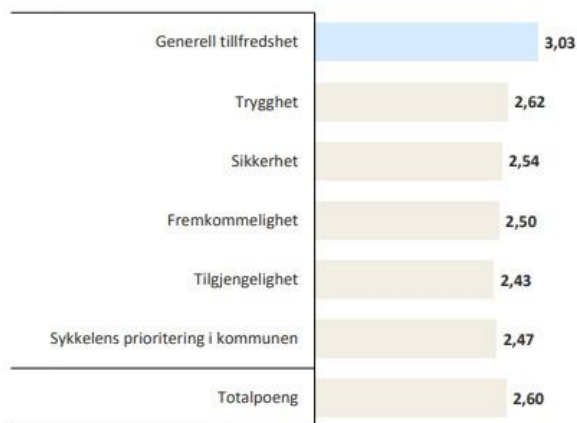 Generell tillfredshet 3,03
Trygghet 2,62
Sikkerhet 2,54
Fremkommelighet 2,50
Tilgjengelighet 2,43
Sykkelens prioritering i kommunen 2,47
Totalpoeng 2,60